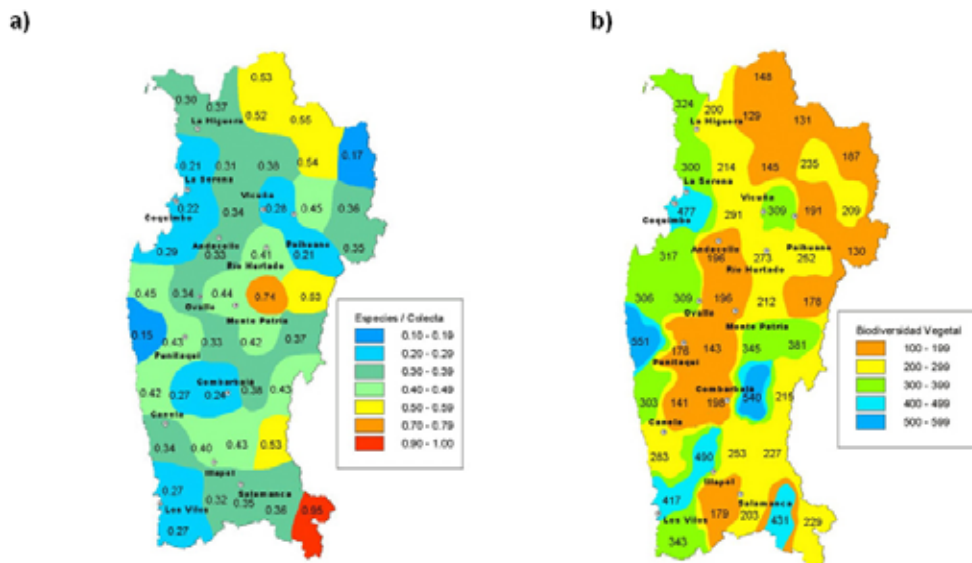 a)
0.53
0.30 0.37
0.52 0.55
La Higuera
0.54 0.17
0.21 0.31 0.38
La Serena
Vicuña
0.22 0.34 0.28 0.45 0.36
Coquimbo
Andacollo Paihuano
0.29 0.33 0.41 0.21 0.35
Rio Hurtado
0.45 0.34 0.44 0.74 0.53
Ovalle
Monte Patria
0.15 0.43 0.33 0.42 0.37
Punitaqui
Combarbala
0.42 0.27 0.24 0.38 0.43
Canela
0.34 0.40 0.43 0.53
Illapel
0.27 Salamanca
0.32 0.35 0.36 0.95
Los Vilos
0.27
Especies / Colecta
0.10 - 0.19
0.20 - 0.29
0.30 - 0.39
0.40 - 0.49
0.50 - 0.59
0.70 - 0.79
0.90 - 1.00
b)
148
324 200
129 131
La Higuera
235 187
300 214 145
La Serena
Vicuña
477 291 309 191 209
Coquimbo
Andacollo Paihuano
317 196 273 262 130
Rio Hurtado
306 309 196 212 178
Ovalle
Monte Patria
551 176 143 345 381
Punitaqui
Combarbala
303 141 198 540 215
Canela
283 490 253 227
Illapel
417 Salamanca
Los Vilos 179 203 431 229
343
Biodiversidad Vegetal
100 - 199
200 - 299
300 - 399
400 - 499
500 - 599